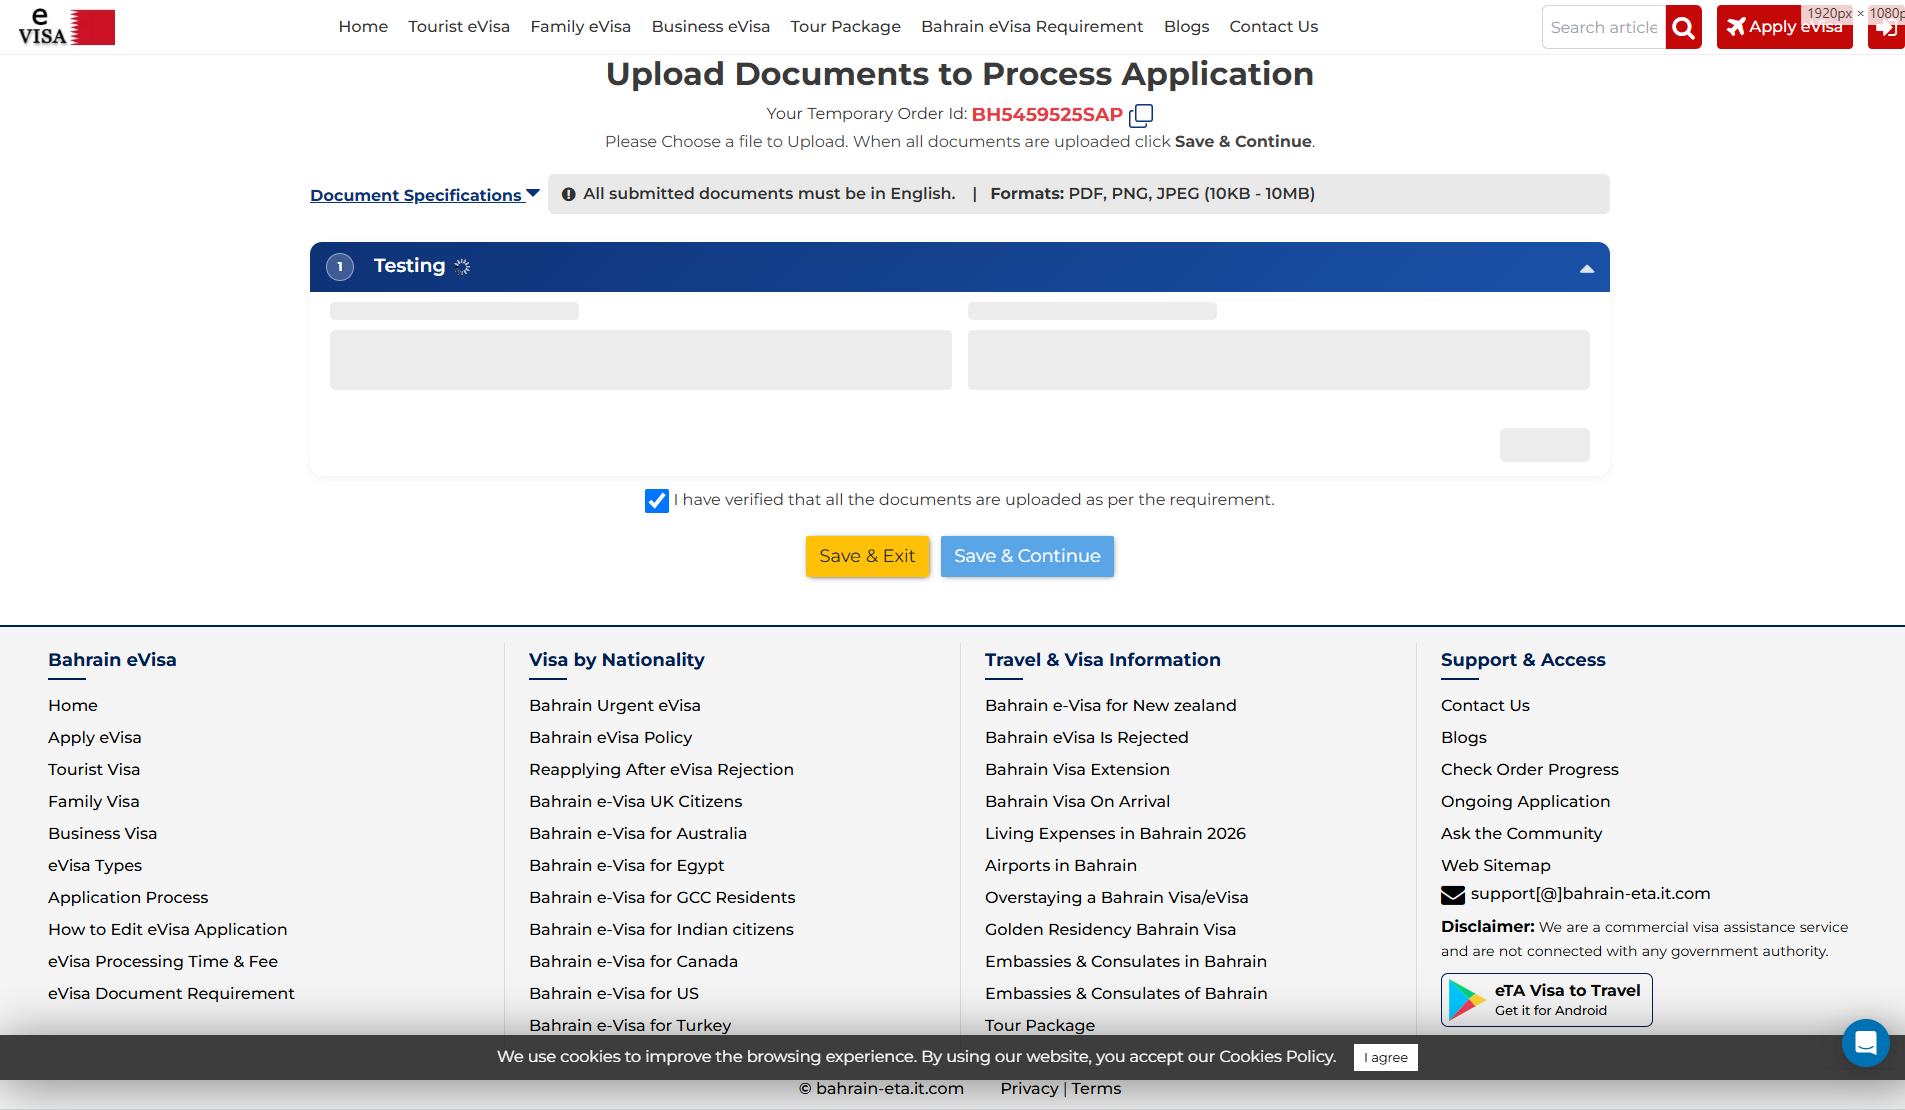 e
VISA
Home Tourist eVisa Family eVisa Business eVisa Tour Package Bahrain eVisa Requirement Blogs Contact Us
Search article
Apply eVisa
1920px × 1080p
Upload Documents to Process Application
Your Temporary Order Id: BH5459525SAP
Please Choose a file to Upload. When all documents are uploaded click Save & Continue.
Document Specifications
All submitted documents must be in English. | Formats: PDF, PNG, JPEG (10KB - 10MB)
1 Testing
I have verified that all the documents are uploaded as per the requirement.
Save & Exit Save & Continue
Bahrain eVisa
Home
Apply eVisa
Tourist Visa
Family Visa
Business Visa
eVisa Types
Application Process
How to Edit eVisa Application
eVisa Processing Time & Fee
eVisa Document Requirement
Visa by Nationality
Bahrain Urgent eVisa
Bahrain eVisa Policy
Reapplying After eVisa Rejection
Bahrain e-Visa UK Citizens
Bahrain e-Visa for Australia
Bahrain e-Visa for Egypt
Bahrain e-Visa for GCC Residents
Bahrain e-Visa for Indian citizens
Bahrain e-Visa for Canada
Bahrain e-Visa for US
Bahrain e-Visa for Turkey
Travel & Visa Information
Bahrain e-Visa for New zealand
Bahrain eVisa Is Rejected
Bahrain Visa Extension
Bahrain Visa On Arrival
Living Expenses in Bahrain 2026
Airports in Bahrain
Overstaying a Bahrain Visa/eVisa
Golden Residency Bahrain Visa
Embassies & Consulates in Bahrain
Embassies & Consulates of Bahrain
Tour Package
Support & Access
Contact Us
Blogs
Check Order Progress
Ongoing Application
Ask the Community
Web Sitemap
support[@]bahrain-eta.it.com
Disclaimer: We are a commercial visa assistance service
and are not connected with any government authority.
eTA Visa to Travel
Get it for Android
We use cookies to improve the browsing experience. By using our website, you accept our Cookies Policy. I agree
© bahrain-eta.it.com Privacy | Terms